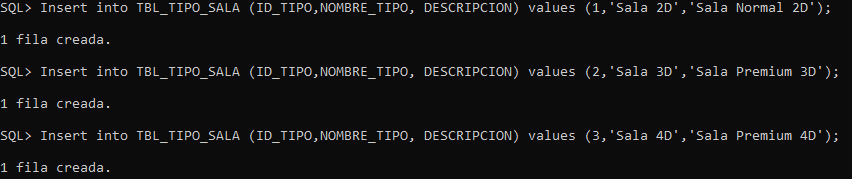 SQL> Insert into TBL_TIPO_SALA (ID_TIPO,NOMBRE_TIPO, DESCRIPCION) values (1,'Sala 2D','Sala Normal 2D');
1 fila creada.
SQL> Insert into TBL_TIPO_SALA (ID_TIPO,NOMBRE_TIPO, DESCRIPCION) values (2,'Sala 3D','Sala Premium 3D');
1 fila creada.
SQL> Insert into TBL_TIPO_SALA (ID_TIPO,NOMBRE_TIPO, DESCRIPCION) values (3,'Sala 4D','Sala Premium 4D');
1 fila creada.